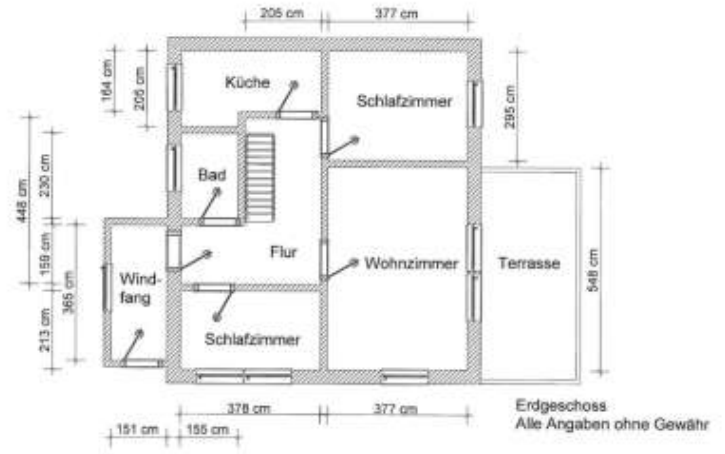 205 cm
377 cm
164 cm
205 cm
Küche
Schlafzimmer
295 cm
448 cm
230 cm
Bad
159 cm
365 cm
Wind-
fang
Flur
Wohnzimmer
Terrasse
548 cm
213 cm
Schlafzimmer
378 cm
377 cm
151 cm
155 cm
Erdgeschoss
Alle Angaben ohne Gewähr